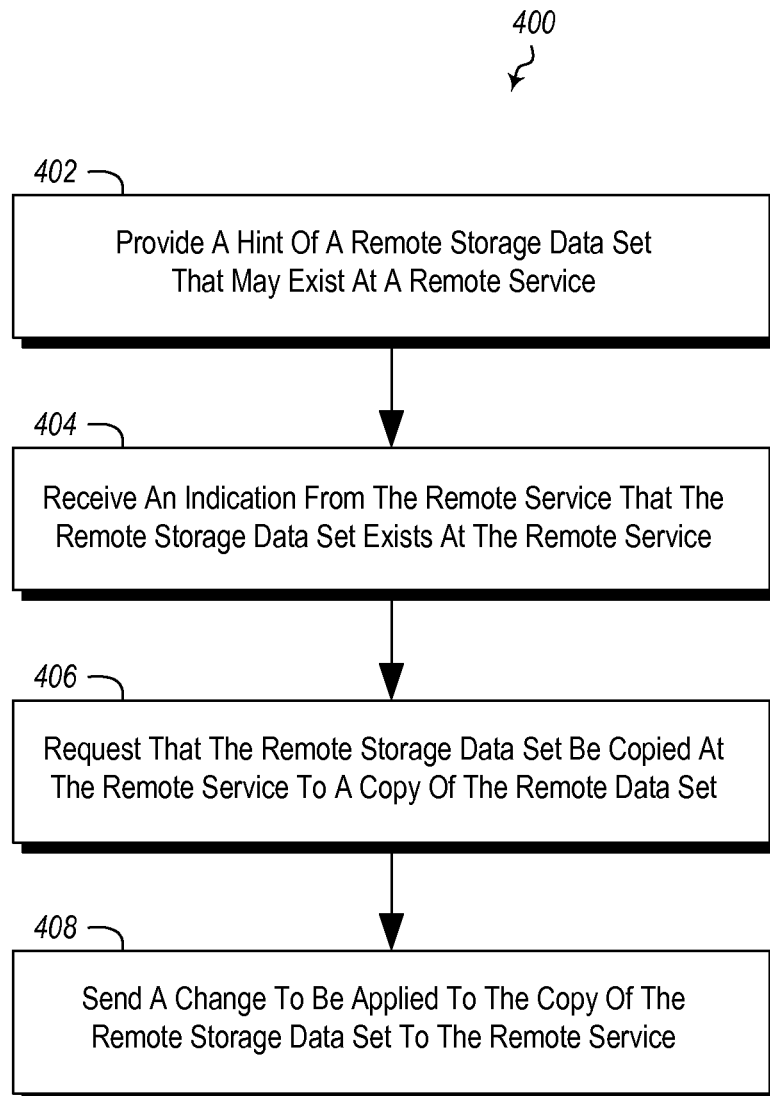 400
402
Provide A Hint Of A Remote Storage Data Set
That May Exist At A Remote Service
404
Receive An Indication From The Remote Service That The
Remote Storage Data Set Exists At The Remote Service
406
Request That The Remote Storage Data Set Be Copied At
The Remote Service To A Copy Of The Remote Data Set
408
Send A Change To Be Applied To The Copy Of The
Remote Storage Data Set To The Remote Service